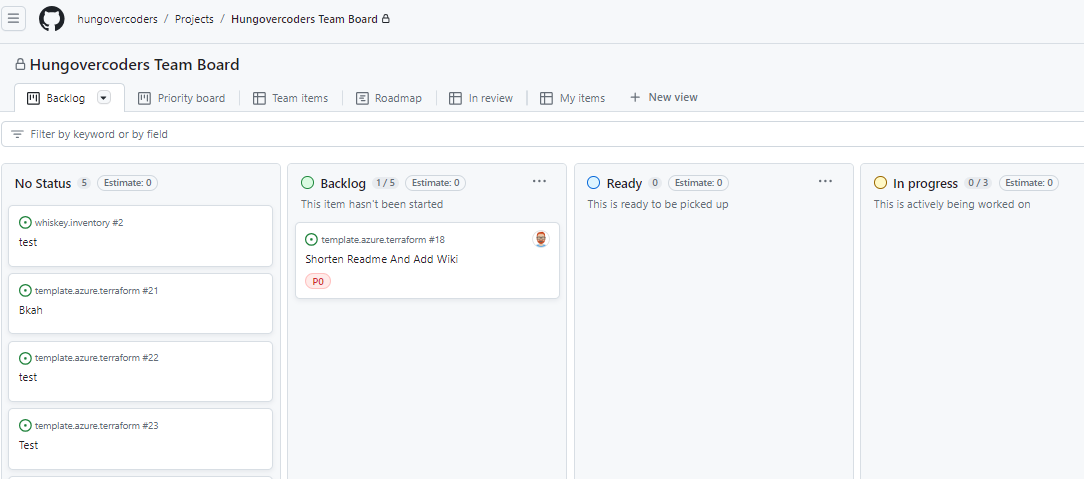 hungovercoders / Projects / Hungovercoders Team Board
Hungovercoders Team Board
Backlog Priority board Team items Roadmap In review My items + New view
Filter by keyword or by field
No Status 5 Estimate: 0
whiskey.inventory #2
test
template.azure.terraform #21
Bkah
template.azure.terraform #22
test
template.azure.terraform #23
Test
Backlog 1 / 5 Estimate: 0 ...
This item hasn't been started
template.azure.terraform #18
Shorten Readme And Add Wiki
P0
Ready 0 Estimate: 0 ...
This is ready to be picked up
In progress 0 / 3 Estimate: 0
This is actively being worked on